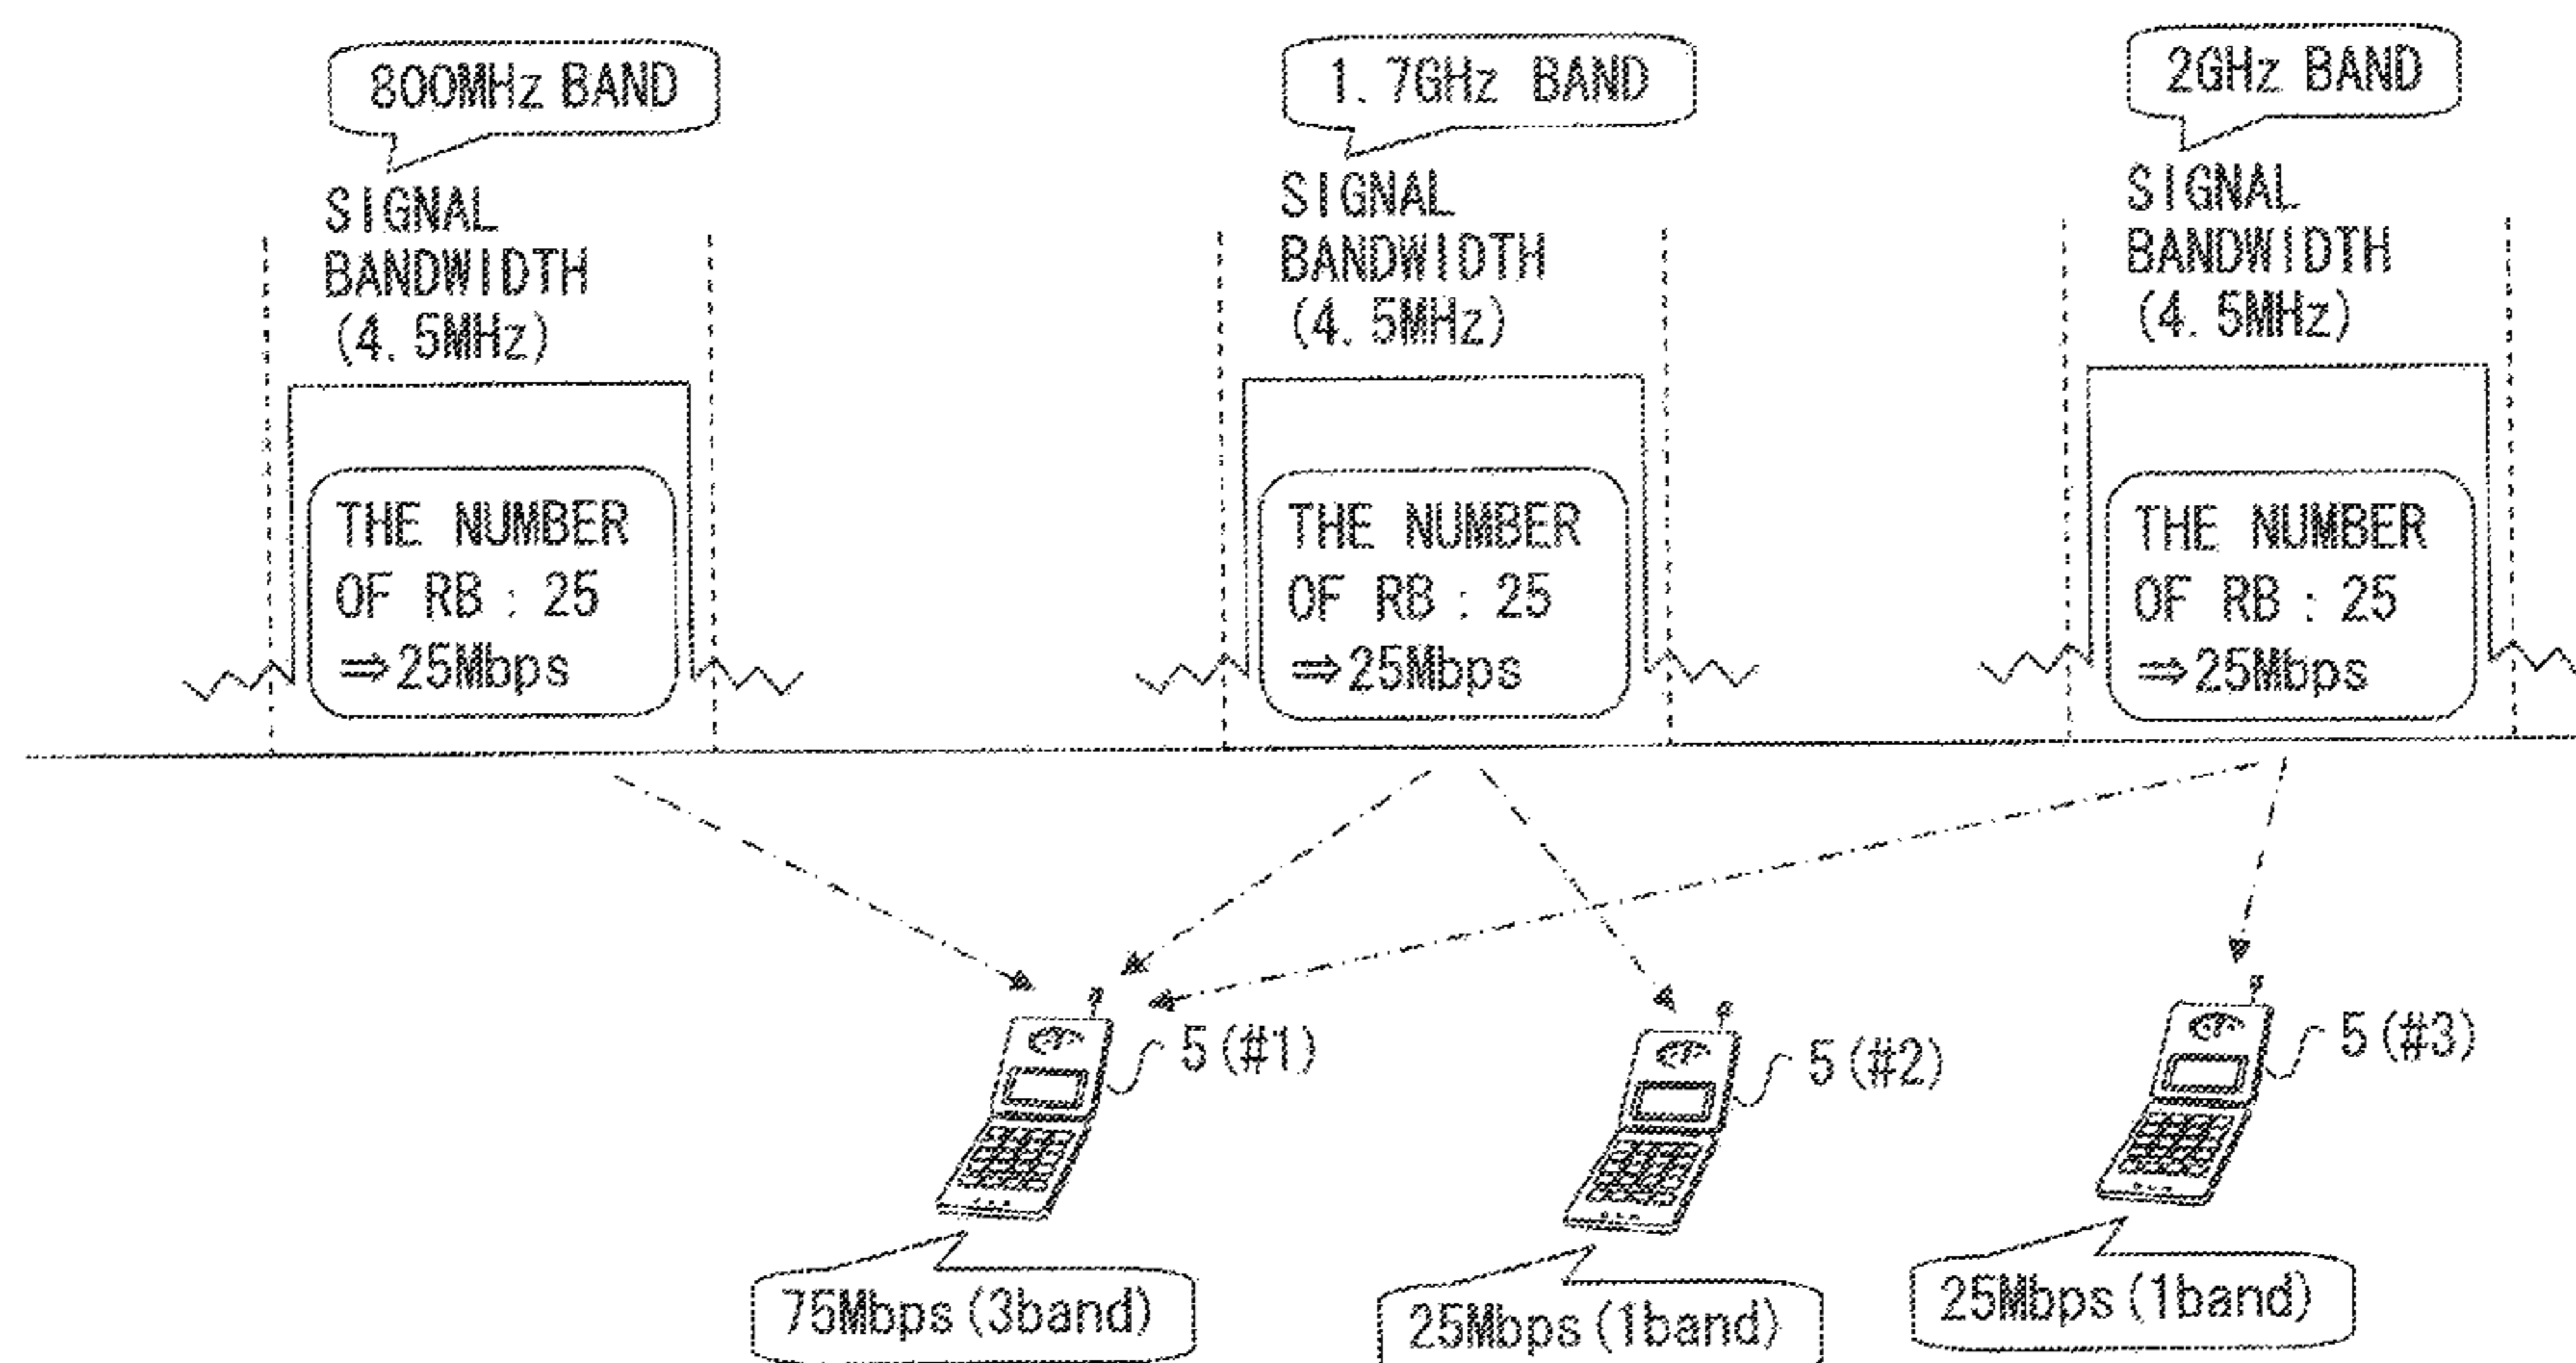 800MHz BAND
SIGNAL
BANDWIDTH
(4. 5MHz)
THE NUMBER
OF RB : 25
⇒25Mbps
1. 7GHz BAND
SIGNAL
BANDWIDTH
(4. 5MHz)
THE NUMBER
OF RB : 25
⇒25Mbps
2GHz BAND
SIGNAL
BANDWIDTH
(4. 5MHz)
THE NUMBER
OF RB : 25
⇒25Mbps
5(#1)
5(#2)
5(#3)
75Mbps(3band)
25Mbps(1band)
25Mbps(1band)